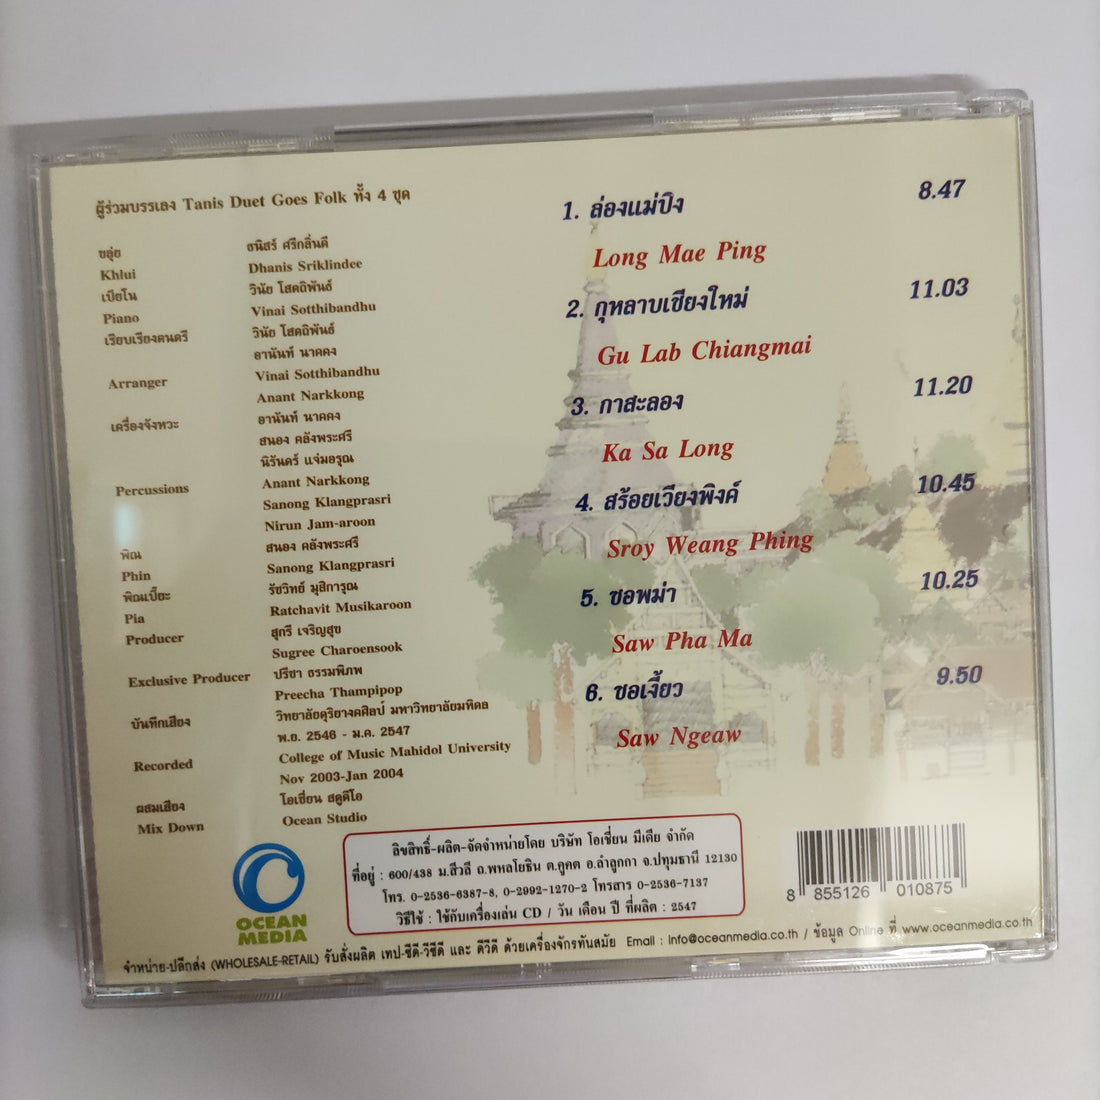 ผู้ร่วมบรรเลง Tanis Duet Goes Folk ทั้ง 4 ชุด
ขลุ่ย ธนิสร์ ศรีกลิ่นดี
Khlui Dhanis Sriklindee
เปียโน วินัย โสตถิพันธ์
Piano Vinai Sotthibandhu
เรียบเรียงดนตรี วินัย โสตถิพันธ์
อานันท์ นาคคง
Arranger Vinai Sotthibandhu
Anant Narkkong
เครื่องจังหวะ อานันท์ นาคคง
สนอง คลังพระศรี
นิรันดร์ แจ่มอรุณ
Percussions Anant Narkkong
Sanong Klangprasri
Nirun Jam-aroon
พิณ สนอง คลังพระศรี
Phin Sanong Klangprasri
พิณเปี๊ยะ รัชวิทย์ มุสิการุณ
Pia Ratchavit Musikaroon
Producer สุกรี เจริญสุข
Sugree Charoensook
Exclusive Producer ปรีชา ธรรมพิภพ
Preecha Thampipop
บันทึกเสียง วิทยาลัยดุริยางคศิลป์ มหาวิทยาลัยมหิดล
พ.ย. 2546 - ม.ค. 2547
Recorded College of Music Mahidol University
Nov 2003-Jan 2004
ผสมเสียง โอเชี่ยน สตูดิโอ
Mix Down Ocean Studio
1. ล่องแม่ปิง 8.47
Long Mae Ping
2. กุหลาบเชียงใหม่ 11.03
Gu Lab Chiangmai
3. กาสะลอง 11.20
Ka Sa Long
4. สร้อยเวียงพิงค์ 10.45
Sroy Weang Phing
5. ซอพม่า 10.25
Saw Pha Ma
6. ซอเงี้ยว 9.50
Saw Ngeaw
OCEAN
MEDIA
ลิขสิทธิ์-ผลิต-จัดจำหน่ายโดย บริษัท โอเชี่ยน มีเดีย จำกัด
ที่อยู่ : 600/438 ม.สีวลี ถ.พหลโยธิน ต.คูคต อ.ลำลูกกา จ.ปทุมธานี 12130
โทร. 0-2536-6387-8, 0-2992-1270-2 โทรสาร 0-2536-7137
วิธีใช้ : ใช้กับเครื่องเล่น CD / วัน เดือน ปี ที่ผลิต : 2547
8 855126 010875
จำหน่าย-ปลีกส่ง (WHOLESALE-RETAIL) รับสั่งผลิต เทป-ซีดี-วีซีดี และ ดีวีดี ด้วยเครื่องจักรทันสมัย Email : info@oceanmedia.co.th / ข้อมูล Online ที่ www.oceanmedia.co.th